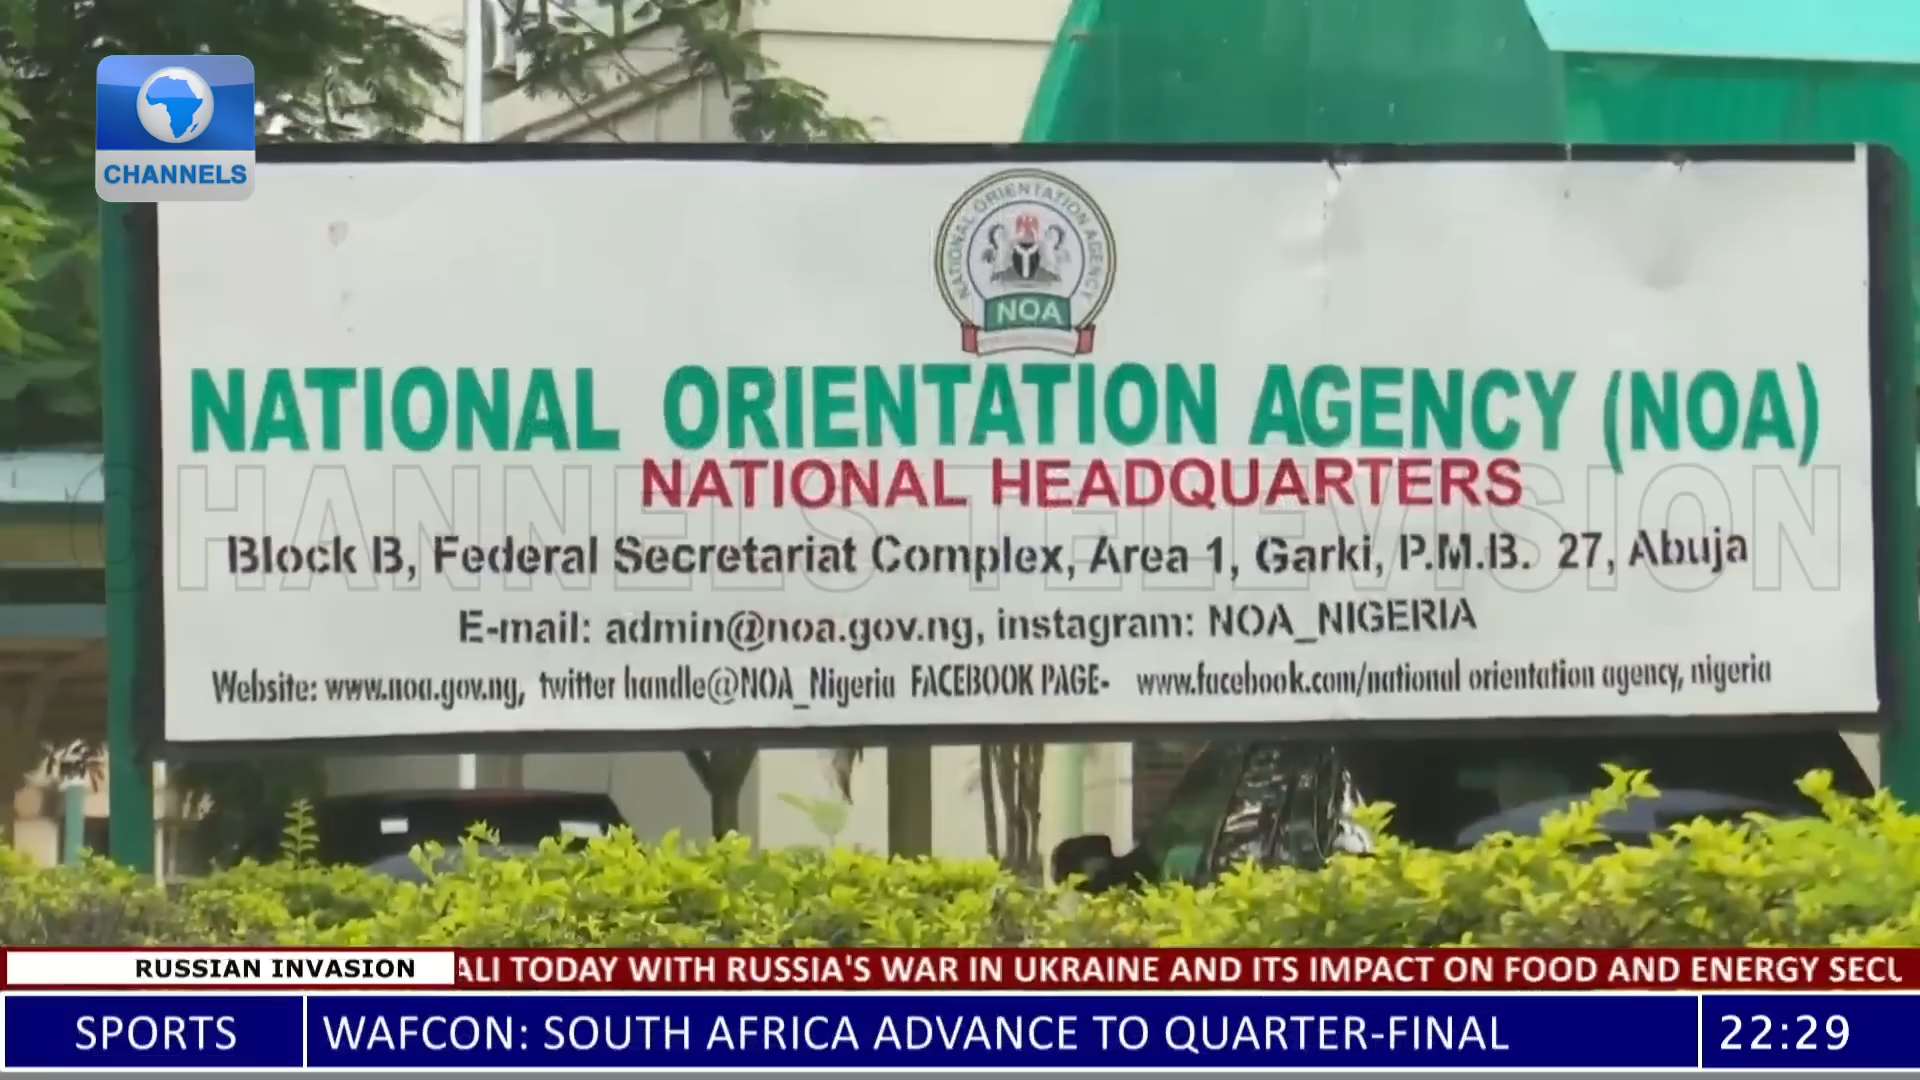 CHANNELS
NATIONAL ORIENTATION AGENCY
NOA
NATIONAL ORIENTATION AGENCY (NOA)
NATIONAL HEADQUARTERS
CHANNELS TELEVISION
Block B, Federal Secretariat Complex, Area 1, Garki, P.M.B. 27, Abuja
E-mail: admin@noa.gov.ng, instagram: NOA_NIGERIA
Website: www.noa.gov.ng, twitter handle@NOA_Nigeria FACEBOOK PAGE- www.facebook.com/national orientation agency, nigeria
RUSSIAN INVASION ALI TODAY WITH RUSSIA'S WAR IN UKRAINE AND ITS IMPACT ON FOOD AND ENERGY SECU
SPORTS WAFCON: SOUTH AFRICA ADVANCE TO QUARTER-FINAL 22:29